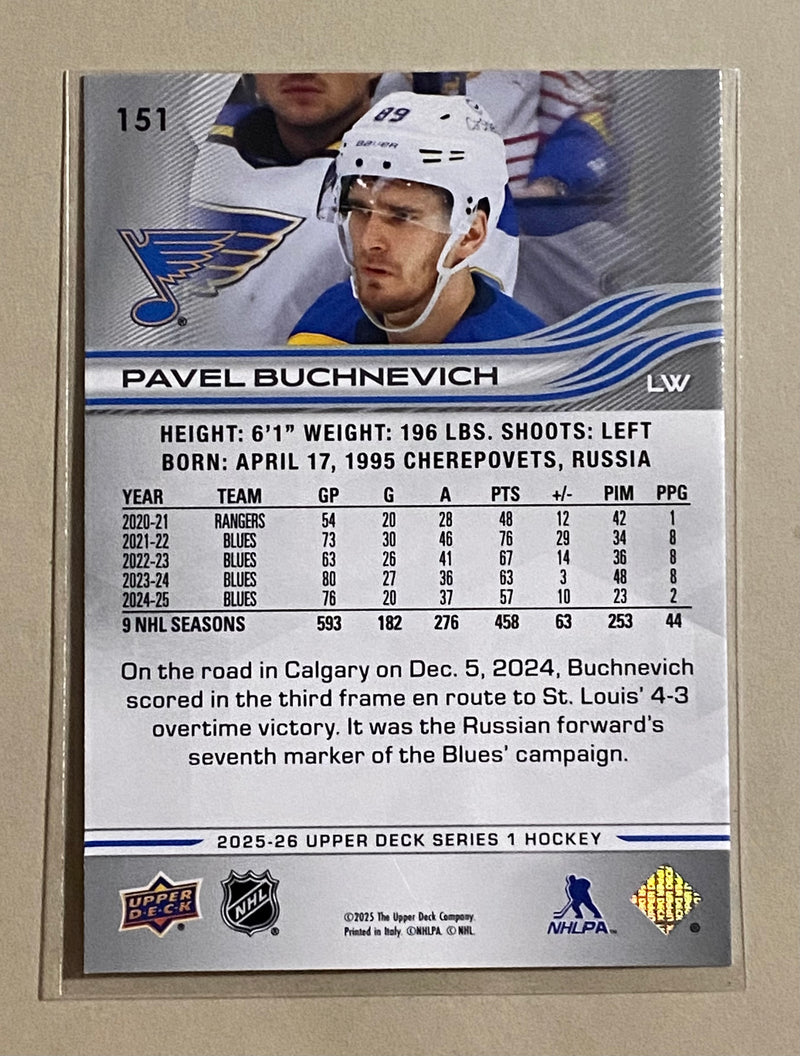 151
89
BAUER
PAVEL BUCHNEVICH
LW
HEIGHT: 6'1" WEIGHT: 196 LBS. SHOOTS: LEFT
BORN: APRIL 17, 1995 CHEREPOVETS, RUSSIA
YEAR TEAM GP G A PTS +/- PIM PPG
2020-21 RANGERS 54 20 28 48 12 42 1
2021-22 BLUES 73 30 46 76 29 34 8
2022-23 BLUES 63 26 41 67 14 36 8
2023-24 BLUES 80 27 36 63 3 48 8
2024-25 BLUES 76 20 37 57 10 23 2
9 NHL SEASONS 593 182 276 458 63 253 44
On the road in Calgary on Dec. 5, 2024, Buchnevich
scored in the third frame en route to St. Louis' 4-3
overtime victory. It was the Russian forward's
seventh marker of the Blues' campaign.
2025-26 UPPER DECK SERIES 1 HOCKEY
UPPER
D·E·C·K
®
NHL
®
©2025 The Upper Deck Company.
Printed in Italy. ©NHLPA. © NHL.
NHLPA™
®